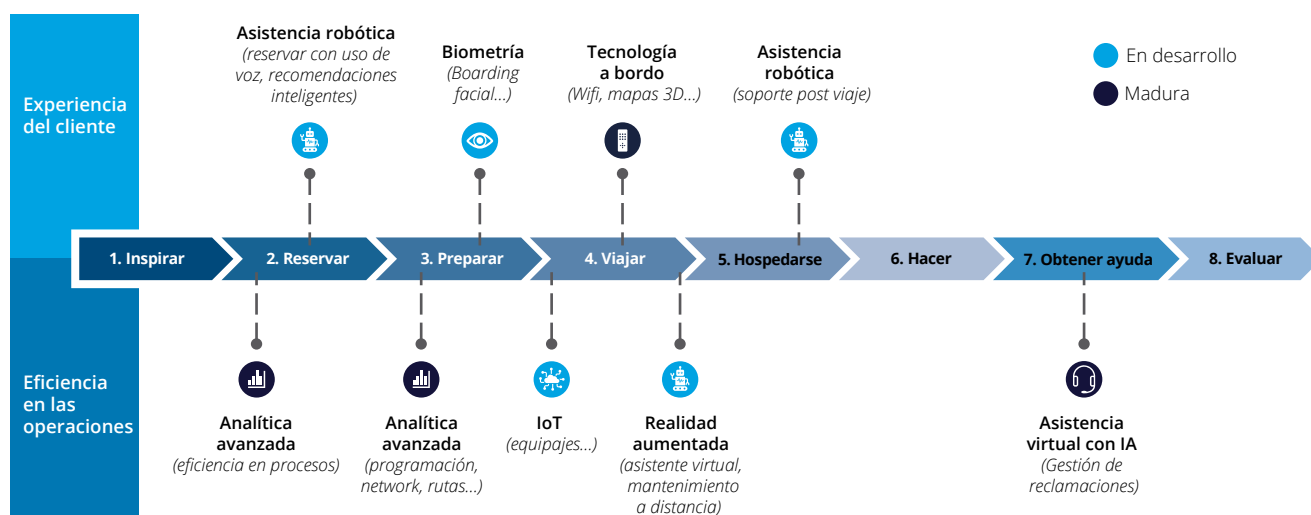 Experiencia
del cliente
Asistencia robótica
(reservar con uso de
voz, recomendaciones
inteligentes)
Biometría
(Boarding
facial...)
Tecnología
a bordo
(Wifi, mapas 3D...)
Asistencia
robótica
(soporte post viaje)
En desarrollo
Madura
1. Inspirar
2. Reservar
3. Preparar
4. Viajar
5. Hospedarse
6. Hacer
7. Obtener ayuda
8. Evaluar
Eficiencia
en las
operaciones
Analítica
avanzada
(eficiencia en procesos)
Analítica
avanzada
(programación,
network, rutas...)
IoT
(equipajes...)
Realidad
aumentada
(asistente virtual,
mantenimiento
a distancia)
Asistencia
virtual con IA
(Gestión de
reclamaciones)